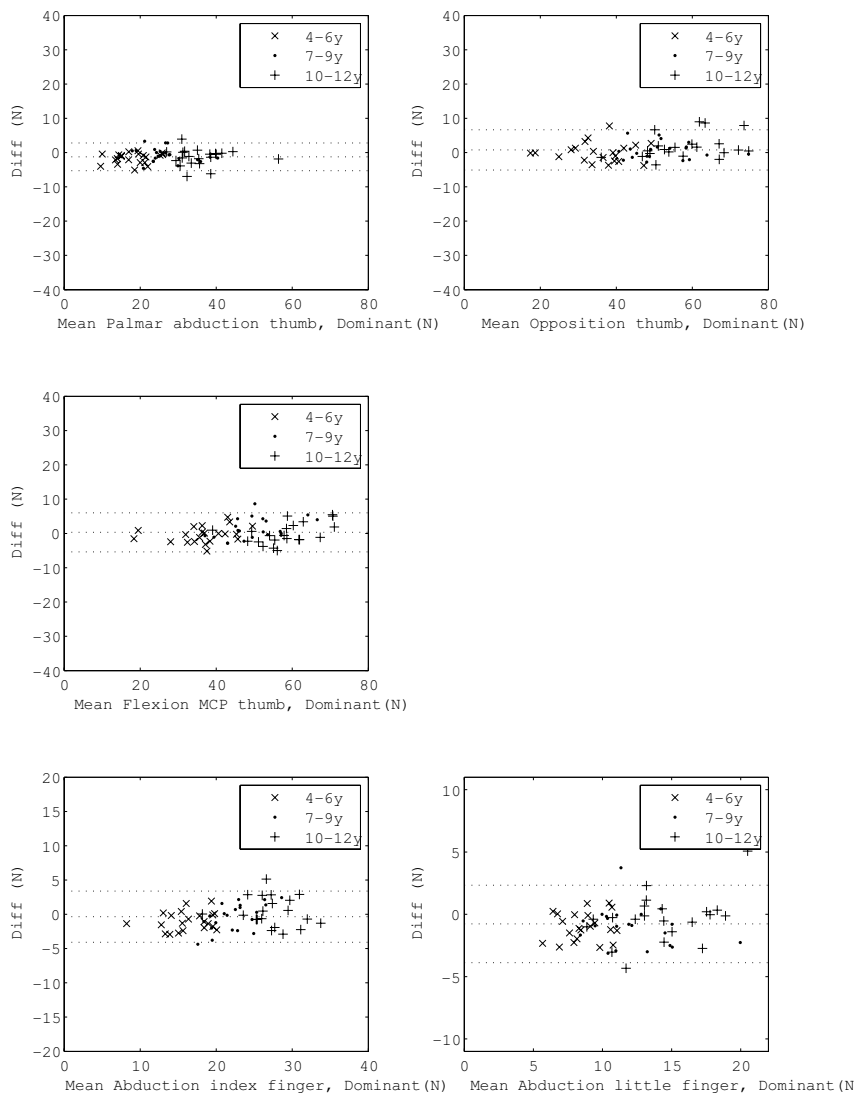 40
30
20
10
0
−10
−20
−30
−40
0 20 40 60 80
Diff (N)
Mean Palmar abduction thumb, Dominant(N)
4−6y
7−9y
10−12y
40
30
20
10
0
−10
−20
−30
−40
0 20 40 60 80
Diff (N)
Mean Opposition thumb, Dominant(N)
4−6y
7−9y
10−12y
40
30
20
10
0
−10
−20
−30
−40
0 20 40 60 80
Diff (N)
Mean Flexion MCP thumb, Dominant(N)
4−6y
7−9y
10−12y
20
15
10
5
0
−5
−10
−15
−20
0 10 20 30 40
Diff (N)
Mean Abduction index finger, Dominant(N)
4−6y
7−9y
10−12y
10
5
0
−5
−10
0 5 10 15 20
Diff (N)
Mean Abduction little finger, Dominant(N
4−6y
7−9y
10−12y